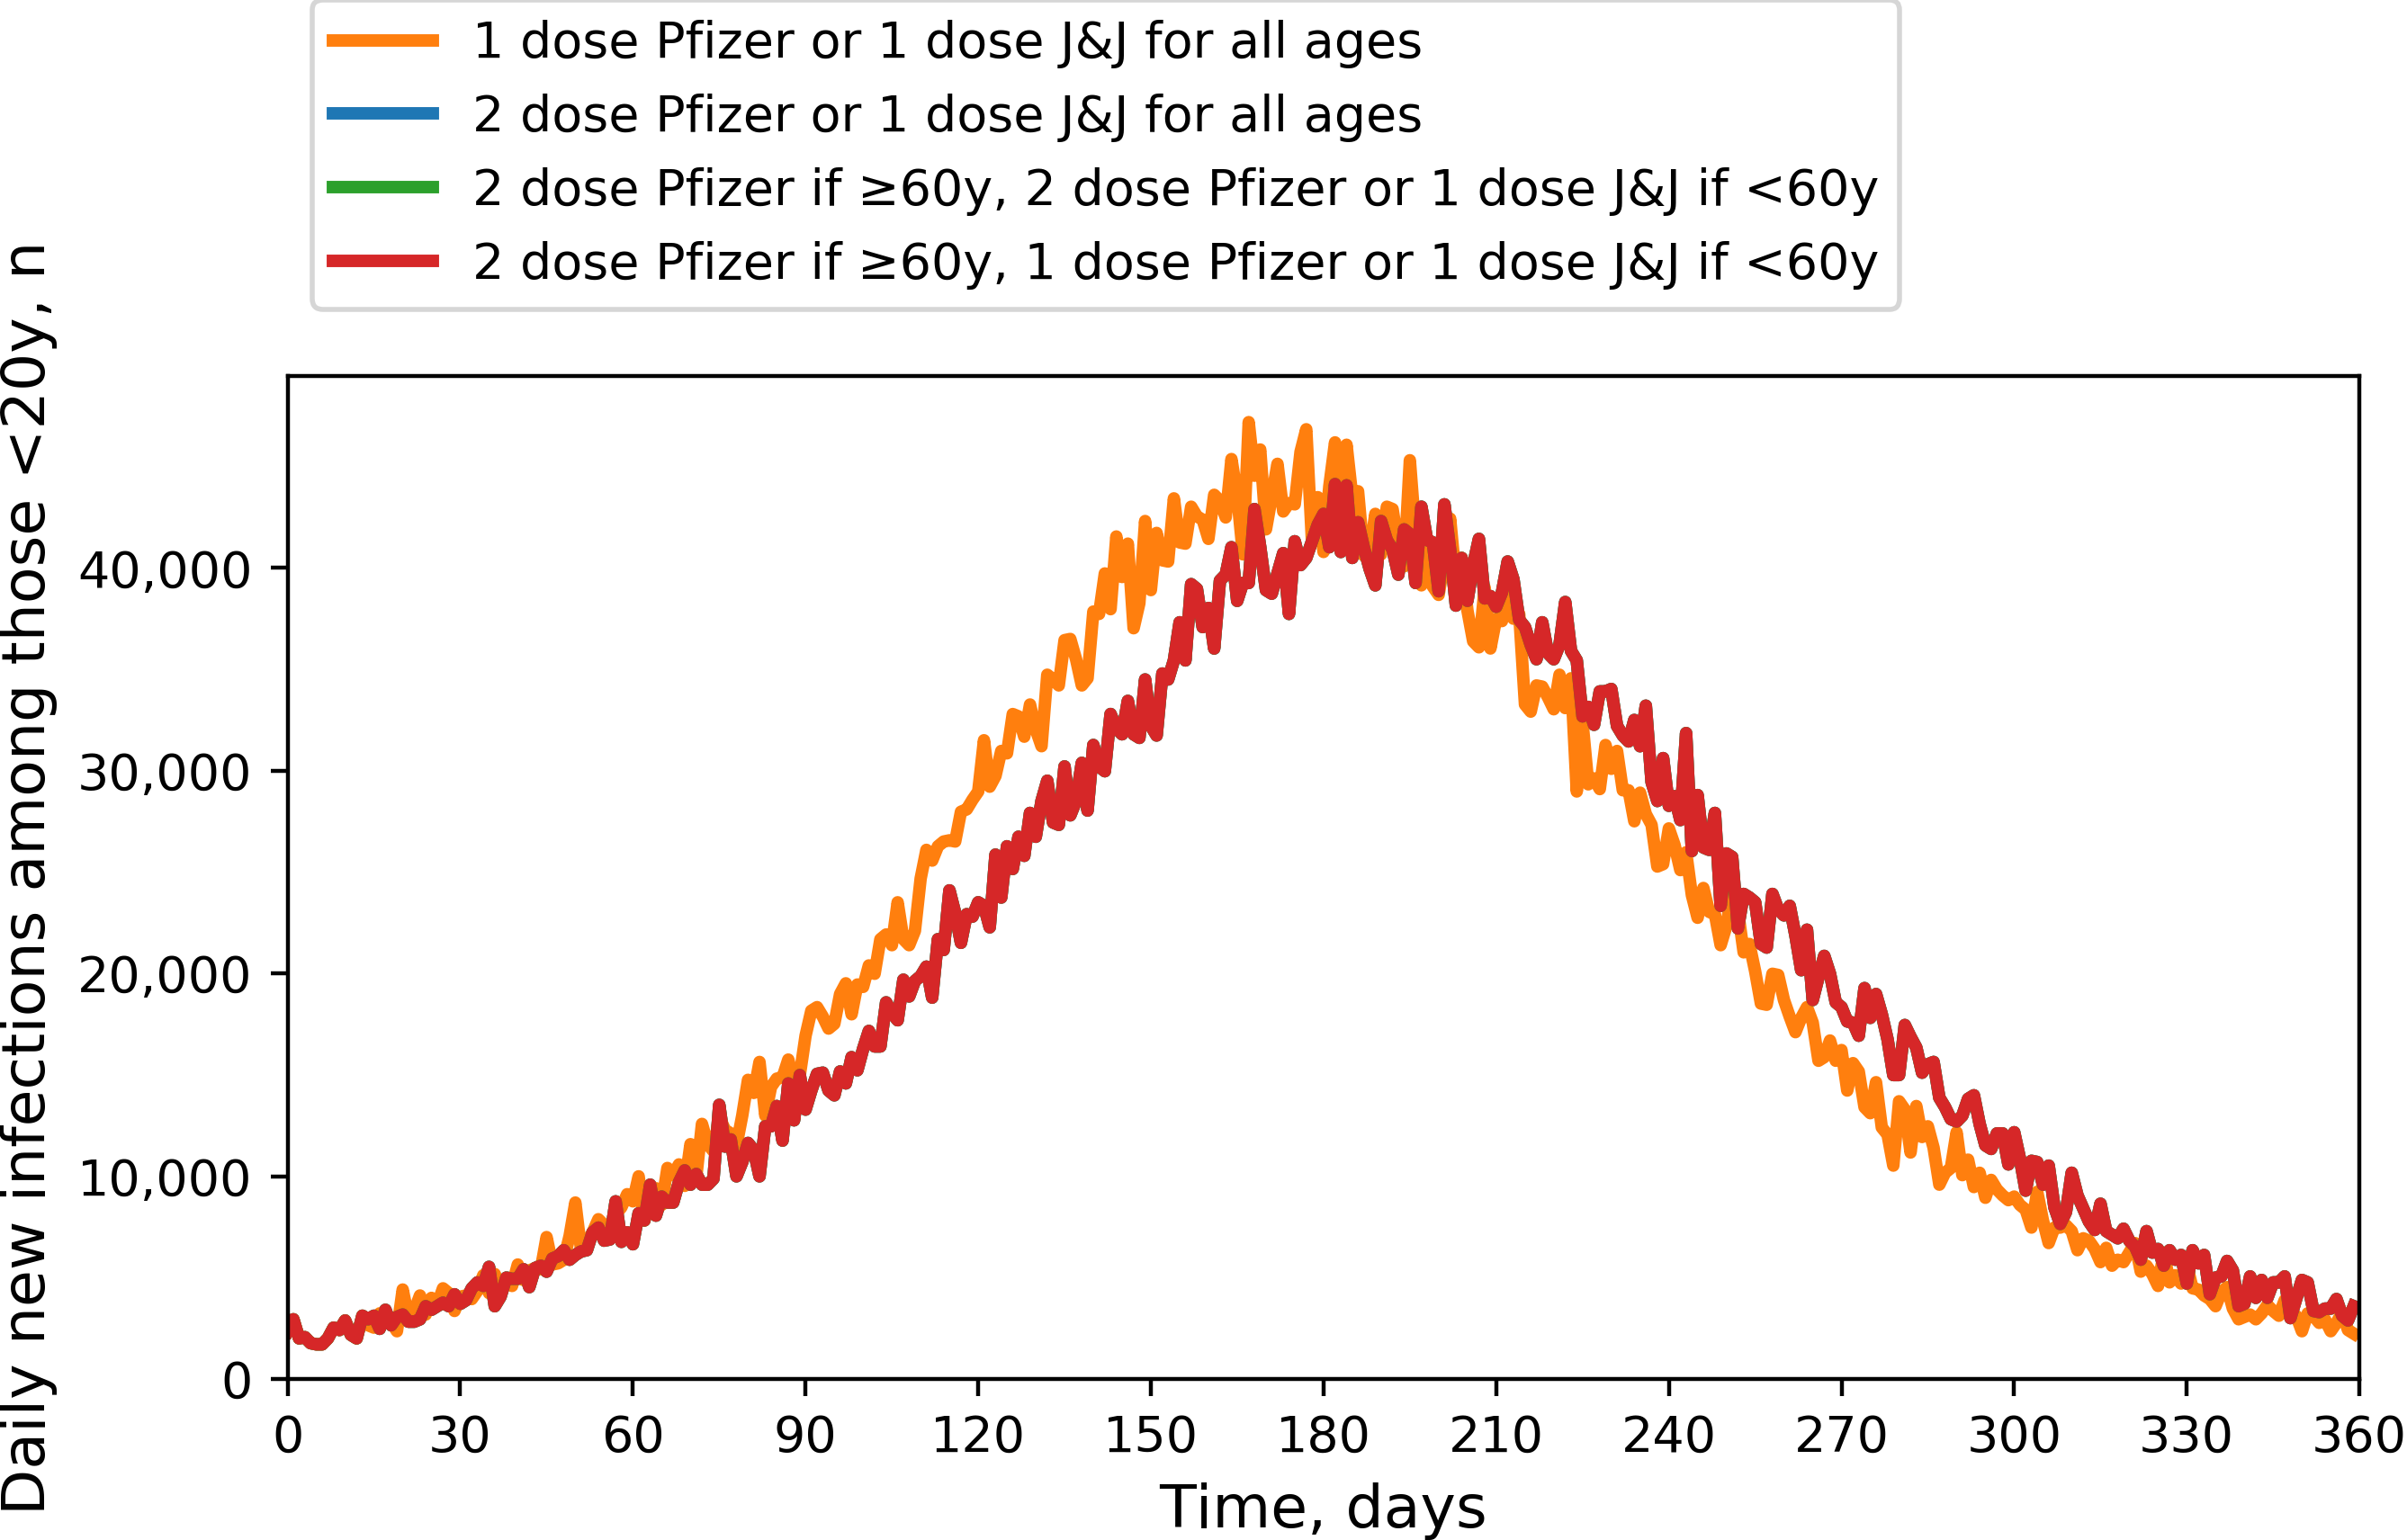 1 dose Pfizer or 1 dose J&J for all ages
2 dose Pfizer or 1 dose J&J for all ages
2 dose Pfizer if ≥60y, 2 dose Pfizer or 1 dose J&J if <60y
2 dose Pfizer if ≥60y, 1 dose Pfizer or 1 dose J&J if <60y
Daily new infections among those <20y, n
40,000
30,000
20,000
10,000
0
0 30 60 90 120 150 180 210 240 270 300 330 360
Time, days